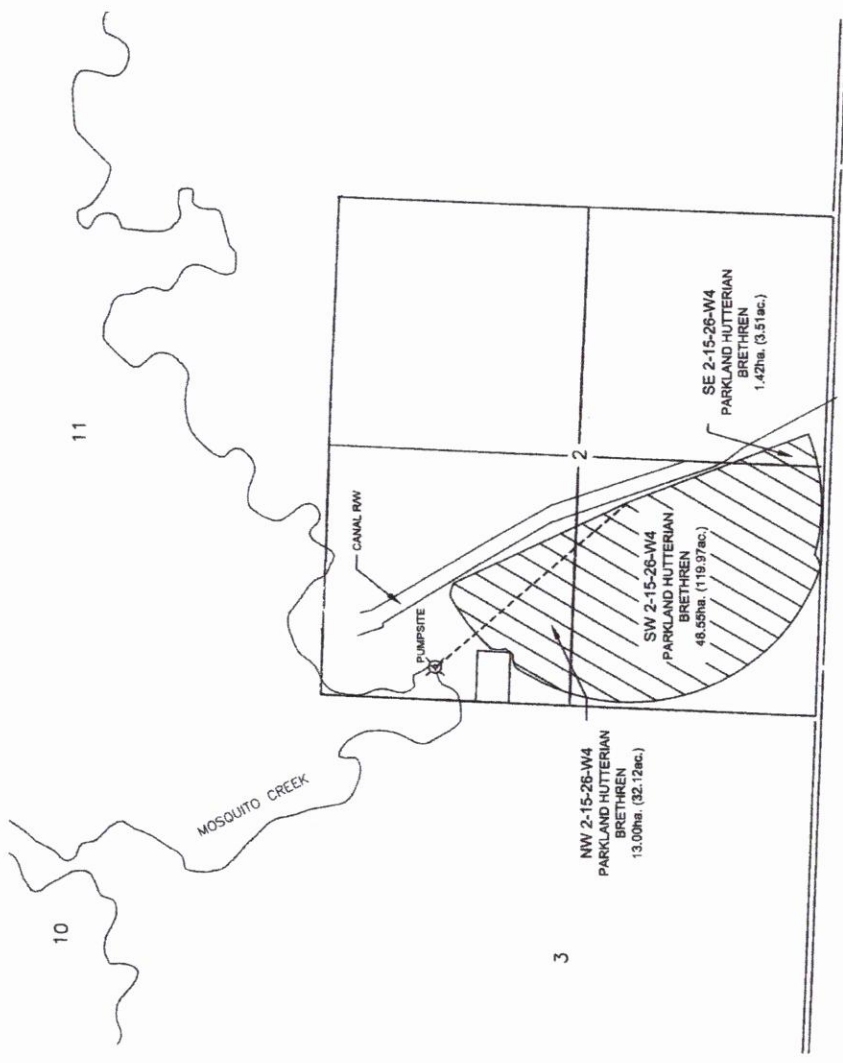 11
10
CANAL R/W
PUMPSITE
MOSQUITO CREEK
2
3
NW 2-15-26-W4
PARKLAND HUTTERIAN
BRETHREN
13.00ha. (32.12ac.)
SW 2-15-26-W4
PARKLAND HUTTERIAN
BRETHREN
48.55ha. (119.97ac.)
SE 2-15-26-W4
PARKLAND HUTTERIAN
BRETHREN
1.42ha. (3.51ac.)